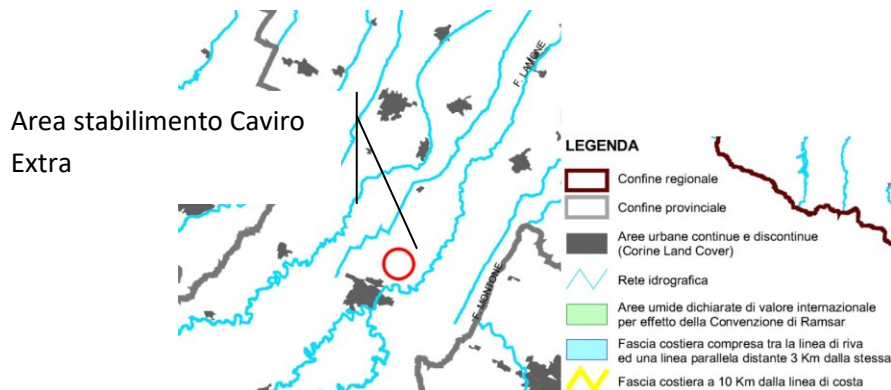 Area stabilimento Caviro
Extra
F. LAMONE
F. MONTONE
LEGENDA
Confine regionale
Confine provinciale
Aree urbane continue e discontinue
(Corine Land Cover)
Rete idrografica
Aree umide dichiarate di valore internazionale
per effetto della Convenzione di Ramsar
Fascia costiera compresa tra la linea di riva
ed una linea parallela distante 3 Km dalla stessa
Fascia costiera a 10 Km dalla linea di costa